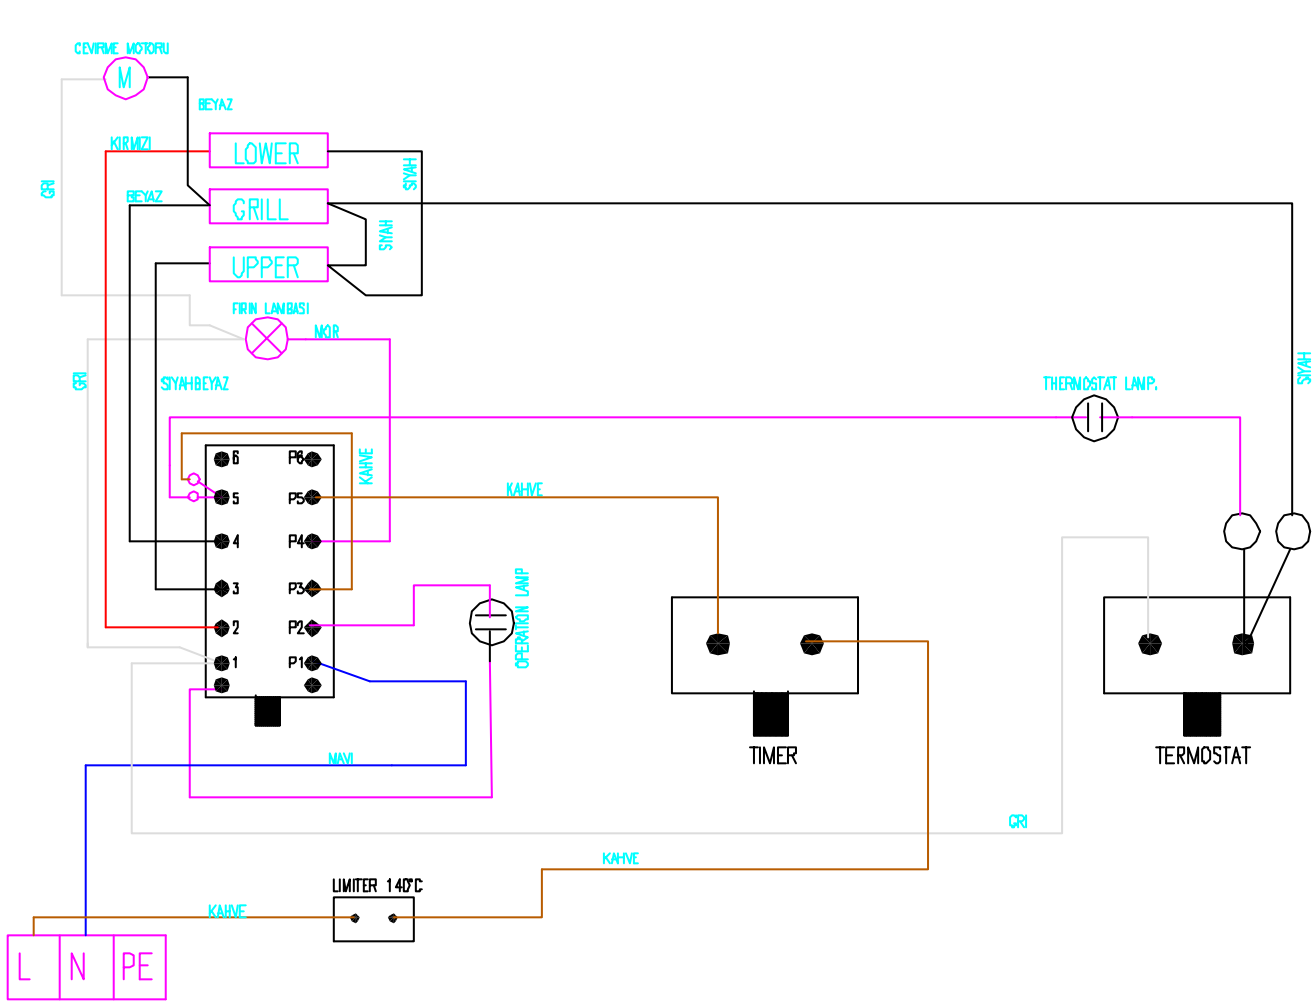 CEVIRME MOTORU
M
BEYAZ
KIRMIZI
LOWER
SIYAH
GRI
BEYAZ
GRILL
SIYAH
UPPER
FIRIN LAMBASI
MOR
GRI
SIYAHBEYAZ
THERMOSTAT LAMP.
SIYAH
6 P6
KAHVE
5 P5
KAHVE
4 P4
3 P3
OPERATION LAMP
2 P2
1 P1
MAVI
TIMER
TERMOSTAT
GRI
KAHVE
LIMITER 140°C
KAHVE
L N PE